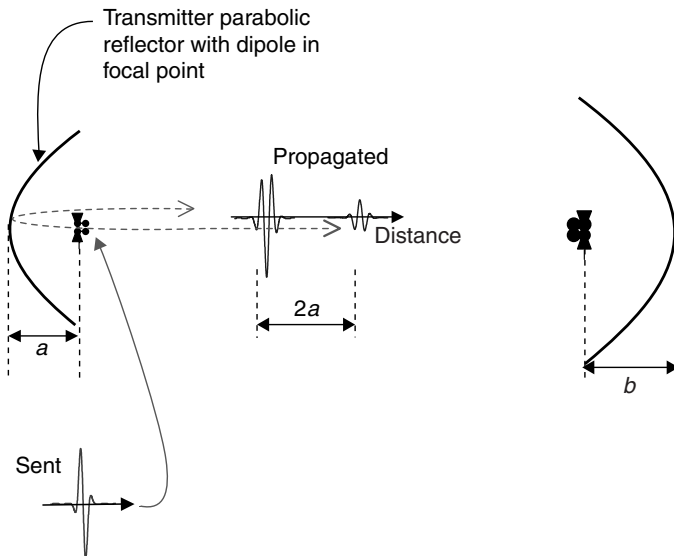 Transmitter parabolic
reflector with dipole in
focal point
Propagated
Distance
2a
a
b
Sent